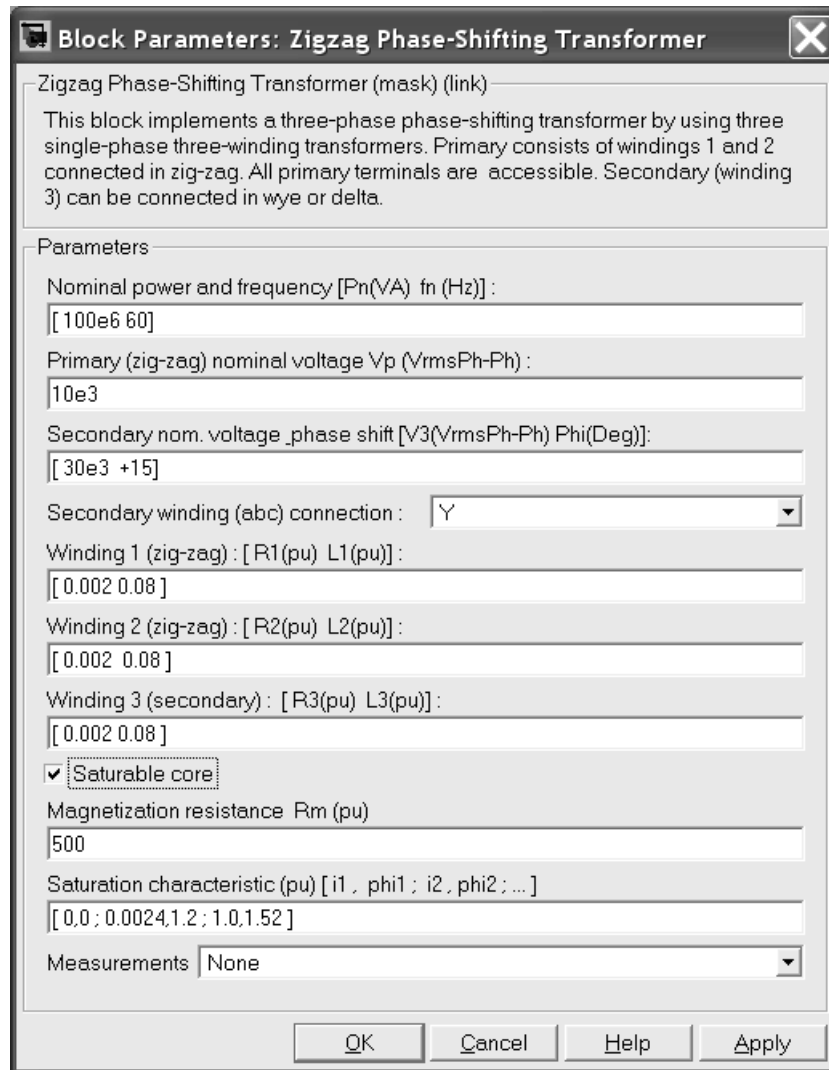 Block Parameters: Zigzag Phase-Shifting Transformer
Zigzag Phase-Shifting Transformer (mask) (link)
This block implements a three-phase phase-shifting transformer by using three
single-phase three-winding transformers. Primary consists of windings 1 and 2
connected in zig-zag. All primary terminals are accessible. Secondary (winding
3) can be connected in wye or delta.
Parameters
Nominal power and frequency [Pn(VA) fn (Hz)] :
[ 100e6 60]
Primary (zig-zag) nominal voltage Vp (VrmsPh-Ph) :
10e3
Secondary nom. voltage _phase shift [V3(VrmsPh-Ph) Phi(Deg)]:
[ 30e3 +15]
Secondary winding (abc) connection : Y
Winding 1 (zig-zag) : [ R1(pu) L1(pu)] :
[ 0.002 0.08 ]
Winding 2 (zig-zag) : [ R2(pu) L2(pu)] :
[ 0.002 0.08 ]
Winding 3 (secondary) : [ R3(pu) L3(pu)] :
[ 0.002 0.08 ]
Saturable core
Magnetization resistance Rm (pu)
500
Saturation characteristic (pu) [ i1 , phi1 ; i2 , phi2 ; ... ]
[ 0,0 ; 0.0024,1.2 ; 1.0,1.52 ]
Measurements None
OK Cancel Help Apply